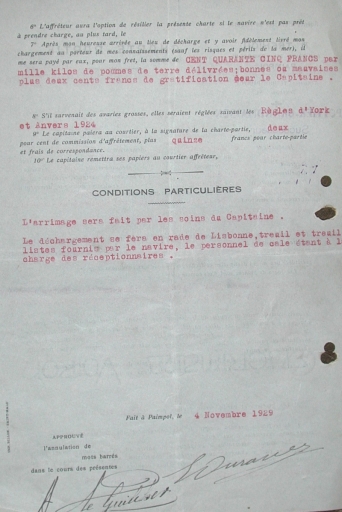 6° L'affréteur aura l'option de résilier la présente charte si le navire n'est pas prêt
à prendre charge, au plus tard, le
7° Après mon heureuse arrivée au lieu de décharge et y avoir fidèlement livré mon
chargement au porteur de mes connaissements (sauf les risques et périls de la mer), il
me sera payé par eux, pour mon fret, la somme de CENT QUARANTE CINQ FRANCS par
mille kilos de pommes de terre délivrées; bonnes ou mauvaises
plus deux cents francs de gratification pour le Capitaine .
8° S'il survenait des avaries grosses, elles seraient réglées suivant les Règles d'York
et Anvers 1924
9° Le capitaine paiera au courtier, à la signature de la charte-partie, deux
pour cent de commission d'affrètement, plus quinze francs pour charte-partie
et frais de correspondance.
10° Le capitaine remettra ses papiers au courtier affréteur,
CONDITIONS PARTICULIÈRES
L'arrimage sera fait par les soins du Capitaine .
Le déchargement se fera en rade de Lisbonne, treuil et treuil
listes fournis par le navire, le personnel de cale étant à l
charge des réceptionnaires .
Fait à Paimpol, le 4 Novembre 1929
APPROUVÉ
l'annulation de
mots barrés
dans le cours des présentes